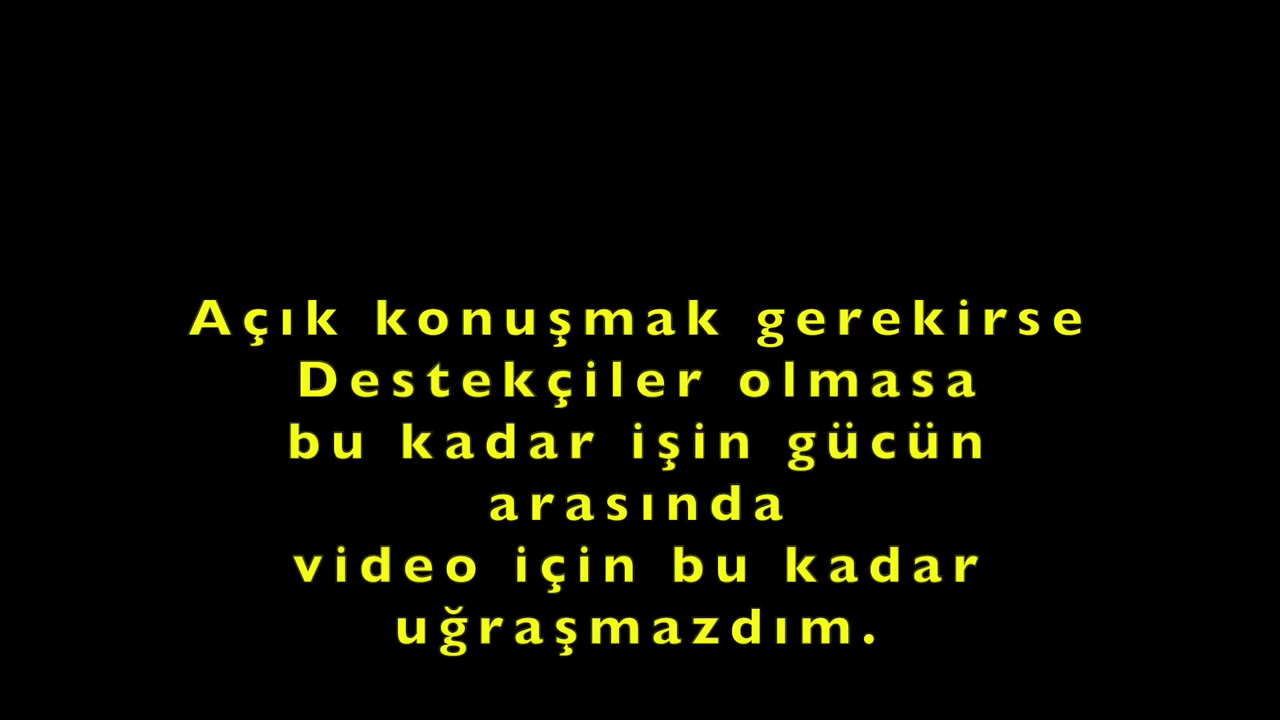 Açık konuşmak gerekirse
Destekçiler olmasa
bu kadar işin gücün
arasında
video için bu kadar
uğraşmazdım.